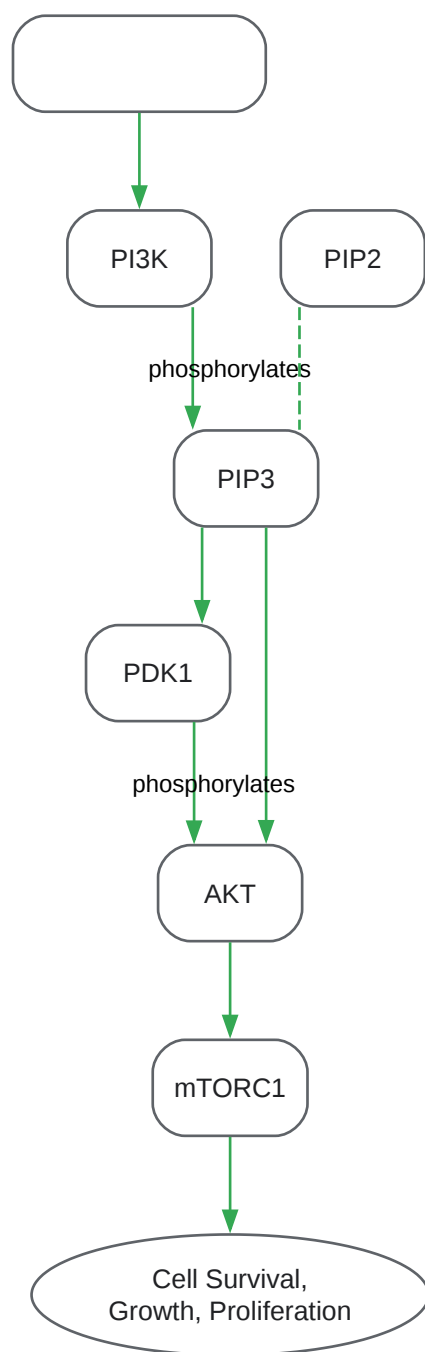 PI3K
PIP2
phosphorylates
PIP3
PDK1
phosphorylates
AKT
mTORC1
Cell Survival,
Growth, Proliferation